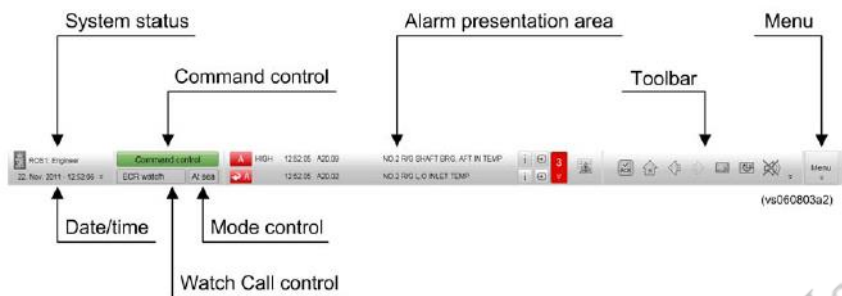 System status
Alarm presentation area
Menu
Command control
Toolbar
ROS1: Engineer
Command control
A HIGH 12:52:05 A20.03 NO.2 R/G SHAFT BRG. AFT IN TEMP i 3
22. Nov. 2011 - 12:52:56 ECR watch At sea A 12:52:05 A20.02 NO.2 R/G L/O INLET TEMP i Menu
(vs060803a2)
Date/time
Mode control
Watch Call control